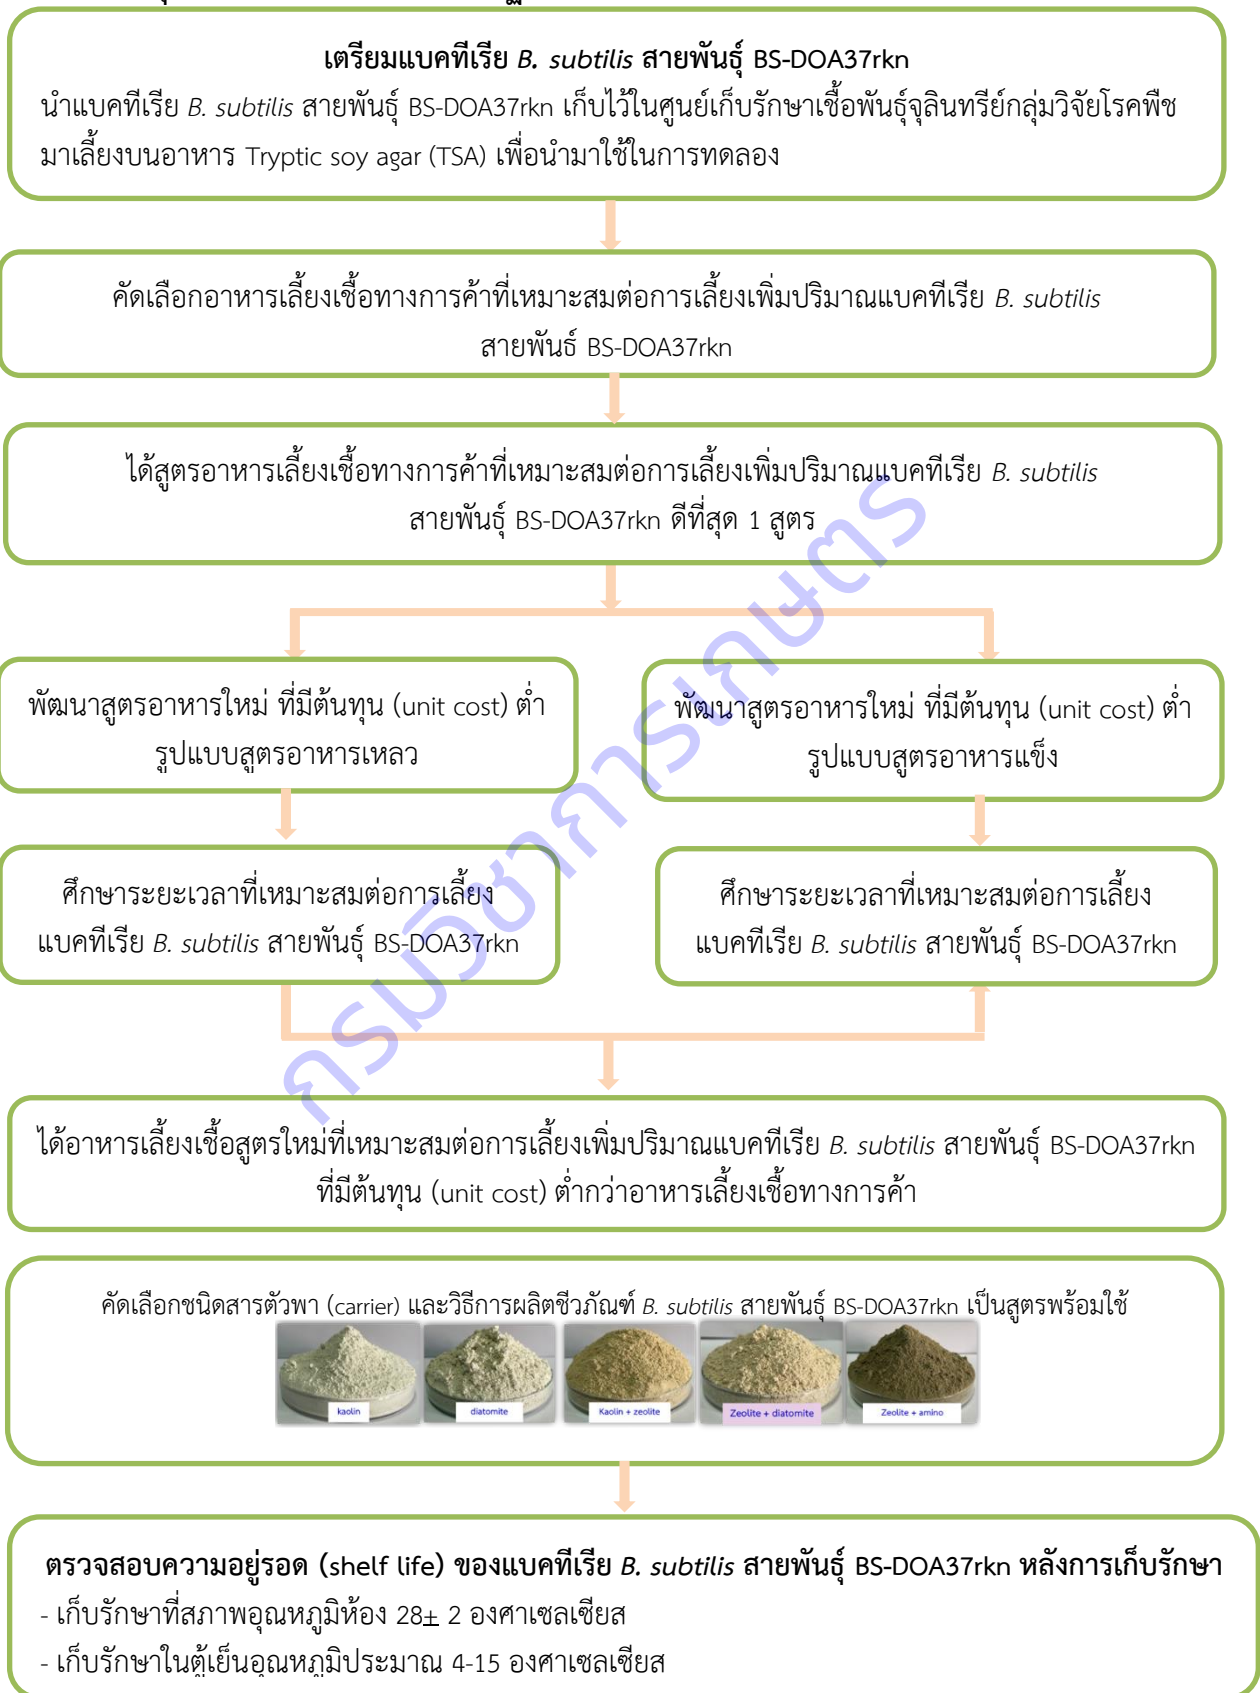 เตรียมแบคทีเรีย B. subtilis สายพันธุ์ BS-DOA37rkn
นำแบคทีเรีย B. subtilis สายพันธุ์ BS-DOA37rkn เก็บไว้ในศูนย์เก็บรักษาเชื้อพันธุ์จุลินทรีย์กลุ่มวิจัยโรคพืช
มาเลี้ยงบนอาหาร Tryptic soy agar (TSA) เพื่อนำมาใช้ในการทดลอง
คัดเลือกอาหารเลี้ยงเชื้อทางการค้าที่เหมาะสมต่อการเลี้ยงเพิ่มปริมาณแบคทีเรีย B. subtilis
สายพันธ์ BS-DOA37rkn
ได้สูตรอาหารเลี้ยงเชื้อทางการค้าที่เหมาะสมต่อการเลี้ยงเพิ่มปริมาณแบคทีเรีย B. subtilis
สายพันธุ์ BS-DOA37rkn ดีที่สุด 1 สูตร
พัฒนาสูตรอาหารใหม่ ที่มีต้นทุน (unit cost) ต่ำ
รูปแบบสูตรอาหารเหลว
พัฒนาสูตรอาหารใหม่ ที่มีต้นทุน (unit cost) ต่ำ
รูปแบบสูตรอาหารแข็ง
ศึกษาระยะเวลาที่เหมาะสมต่อการเลี้ยง
แบคทีเรีย B. subtilis สายพันธุ์ BS-DOA37rkn
ศึกษาระยะเวลาที่เหมาะสมต่อการเลี้ยง
แบคทีเรีย B. subtilis สายพันธุ์ BS-DOA37rkn
ได้อาหารเลี้ยงเชื้อสูตรใหม่ที่เหมาะสมต่อการเลี้ยงเพิ่มปริมาณแบคทีเรีย B. subtilis สายพันธุ์ BS-DOA37rkn
ที่มีต้นทุน (unit cost) ต่ำกว่าอาหารเลี้ยงเชื้อทางการค้า
คัดเลือกชนิดสารตัวพา (carrier) และวิธีการผลิตชีวภัณฑ์ B. subtilis สายพันธุ์ BS-DOA37rkn เป็นสูตรพร้อมใช้
kaolin
diatomite
Kaolin + zeolite
Zeolite + diatomite
Zeolite + amino
ตรวจสอบความอยู่รอด (shelf life) ของแบคทีเรีย B. subtilis สายพันธุ์ BS-DOA37rkn หลังการเก็บรักษา
- เก็บรักษาที่สภาพอุณหภูมิห้อง 28± 2 องศาเซลเซียส
- เก็บรักษาในตู้เย็นอุณหภูมิประมาณ 4-15 องศาเซลเซียส
กรมวิชาการเกษตร